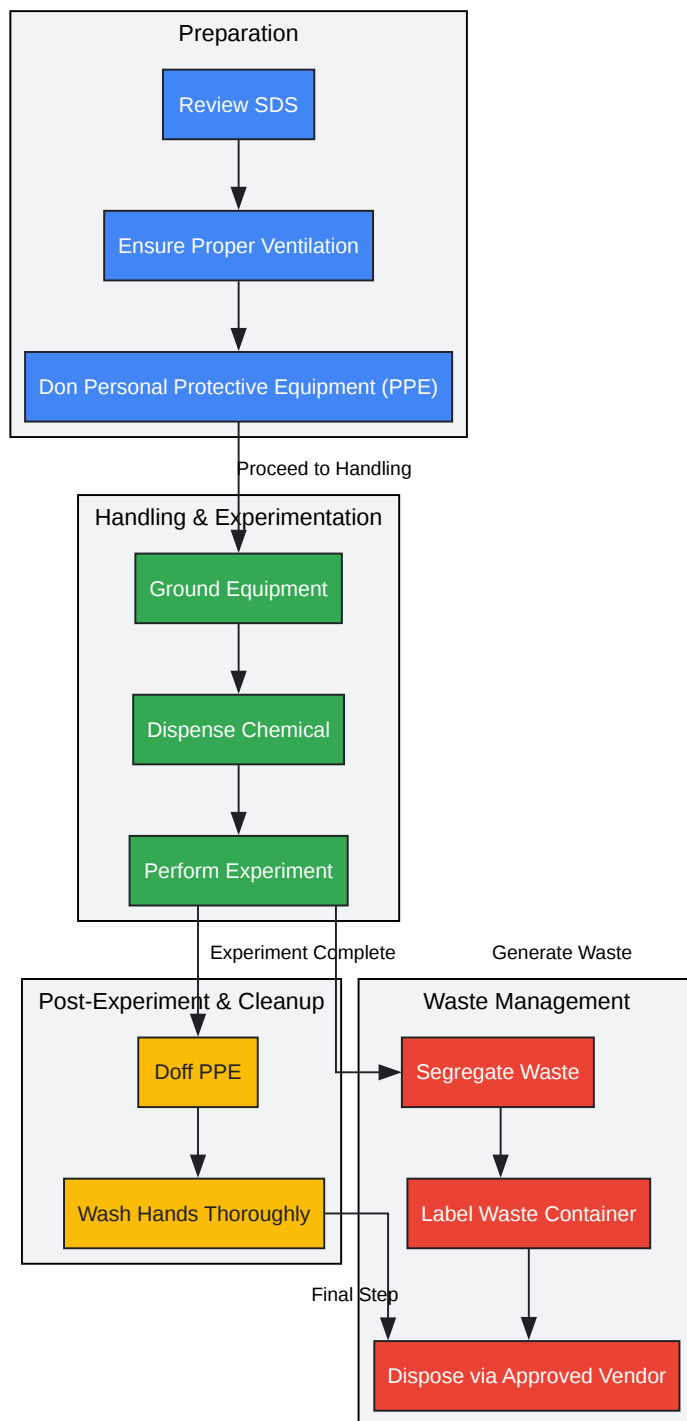 Preparation
Review SDS
Ensure Proper Ventilation
Don Personal Protective Equipment (PPE)
Proceed to Handling
Handling & Experimentation
Ground Equipment
Dispense Chemical
Perform Experiment
Experiment Complete
Generate Waste
Post-Experiment & Cleanup
Waste Management
Doff PPE
Segregate Waste
Wash Hands Thoroughly
Label Waste Container
Final Step
Dispose via Approved Vendor